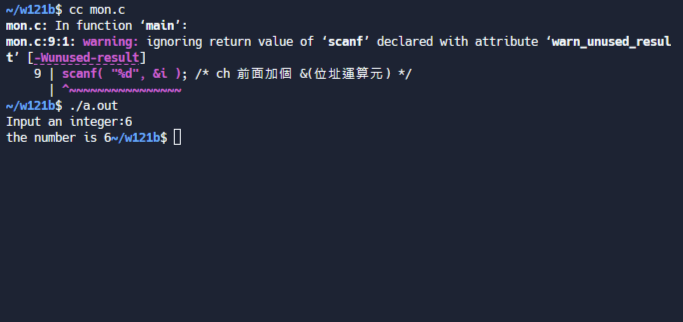 ~/w121b$ cc mon.c
mon.c: In function ‘main’:
mon.c:9:1: warning: ignoring return value of ‘scanf’ declared with attribute ‘warn_unused_resul
t’ [-Wunused-result]
    9 | scanf( "%d", &i ); /* ch 前面加個 &(位址運算元) */
      | ^~~~~~~~~~~~~~~~~
~/w121b$ ./a.out
Input an integer:6
the number is 6~/w121b$